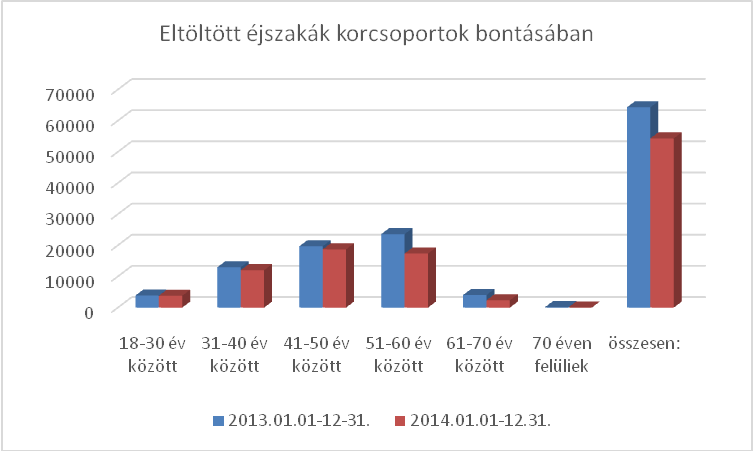 Eltöltött éjszakák korcsoportok bontásában
70000
60000
50000
40000
30000
20000
10000
0
18-30 év között
31-40 év között
41-50 év között
51-60 év között
61-70 év között
70 éven felüliek
összesen:
2013.01.01-12-31.
2014.01.01-12.31.